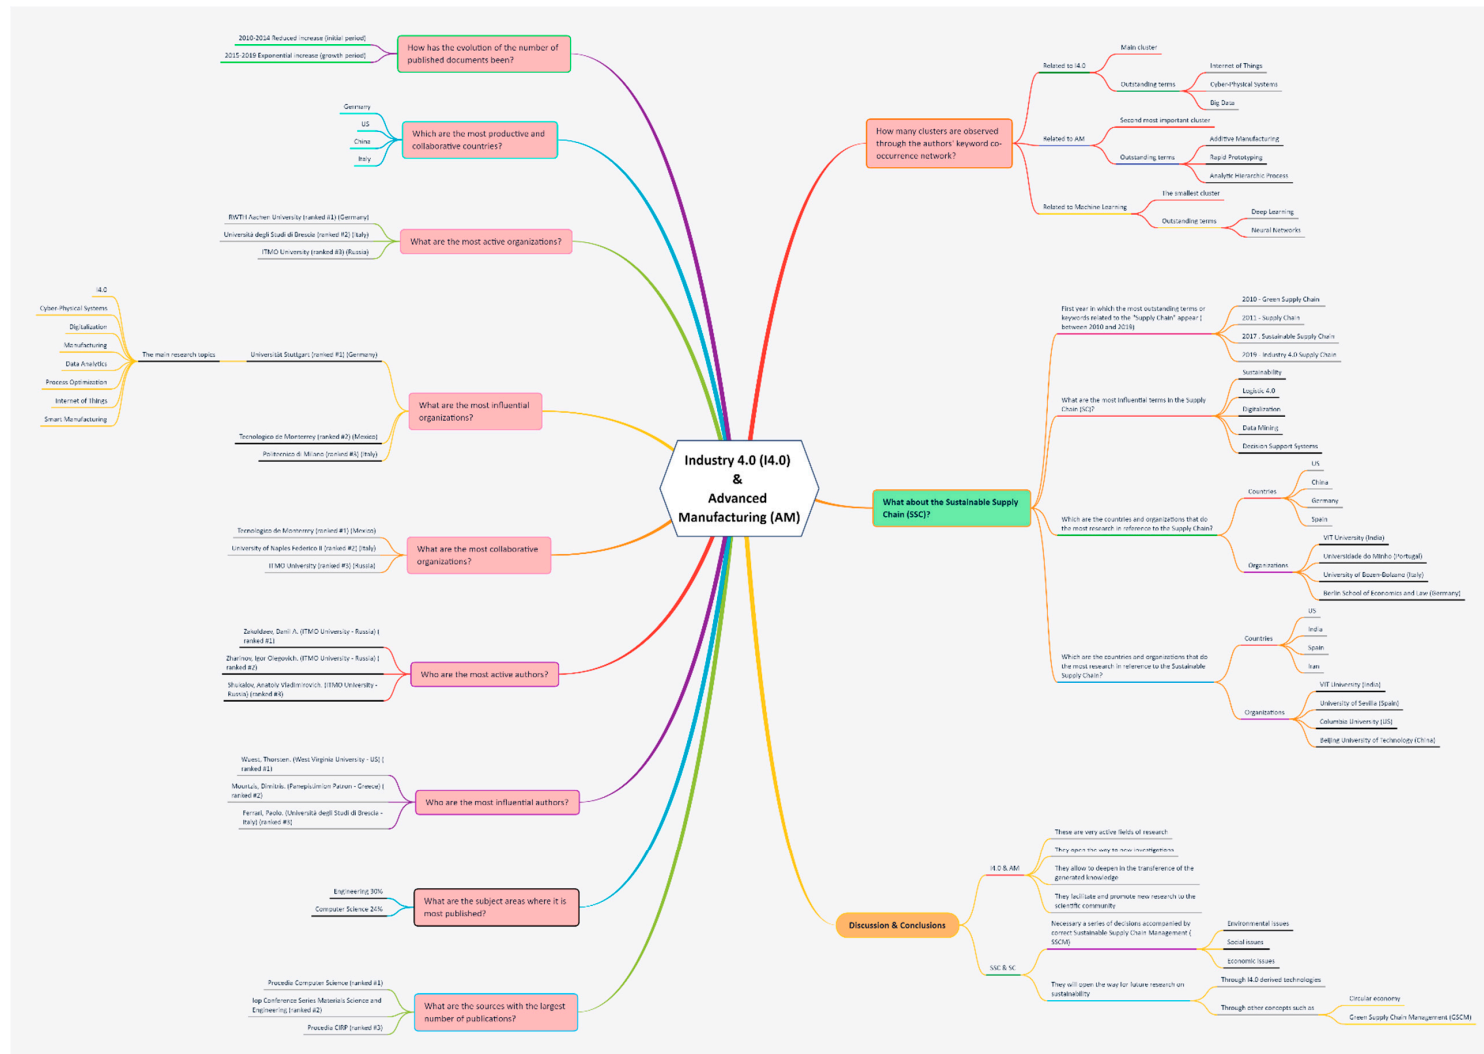 2010-2014 Reduced increase (initial period)
2015-2019 Exponential increase (growth period)
How has the evolution of the number of
published documents been?
Germany
US
China
Italy
Which are the most productive and
collaborative countries?
RWTH Aachen University (ranked #1) (Germany)
Università degli Studi di Brescia (ranked #2) (Italy)
ITMO University (ranked #3) (Russia)
What are the most active organizations?
I4.0
Cyber-Physical Systems
Digitalization
Manufacturing
Data Analytics
Process Optimization
Internet of Things
Smart Manufacturing
The main research topics
Universität Stuttgart (ranked #1) (Germany)
Tecnologico de Monterrey (ranked #2) (Mexico)
Politecnico di Milano (ranked #3) (Italy)
What are the most influential
organizations?
Tecnologico de Monterrey (ranked #1) (Mexico)
University of Naples Federico II (ranked #2) (Italy)
ITMO University (ranked #3) (Russia)
What are the most collaborative
organizations?
Zakoldaev, Danil A. (ITMO University - Russia) (
ranked #1)
Zharinov, Igor Olegovich. (ITMO University - Russia) (
ranked #2)
Shukalov, Anatoly Vladimirovich. (ITMO University -
Russia) (ranked #3)
Who are the most active authors?
Wuest, Thorsten. (West Virginia University - US) (
ranked #1)
Mourtzis, Dimitris. (Panepistimion Patron - Greece) (
ranked #2)
Ferrari, Paolo. (Università degli Studi di Brescia -
Italy) (ranked #3)
Who are the most influential authors?
Engineering 30%
Computer Science 24%
What are the subject areas where it is
most published?
Procedia Computer Science (ranked #1)
Iop Conference Series Materials Science and
Engineering (ranked #2)
Procedia CIRP (ranked #3)
What are the sources with the largest
number of publications?
Industry 4.0 (I4.0)
&
Advanced
Manufacturing (AM)
How many clusters are observed
through the authors' keyword co-
occurrence network?
Related to I4.0
Main cluster
Outstanding terms
Internet of Things
Cyber-Physical Systems
Big Data
Related to AM
Second most important cluster
Outstanding terms
Additive Manufacturing
Rapid Prototyping
Analytic Hierarchic Process
Related to Machine Learning
The smallest cluster
Outstanding terms
Deep Learning
Neural Networks
What about the Sustainable Supply
Chain (SSC)?
First year in which the most outstanding terms or
keywords related to the "Supply Chain" appear (
between 2010 and 2019)
2010 - Green Supply Chain
2011 - Supply Chain
2017 . Sustainable Supply Chain
2019 - Industry 4.0 Supply Chain
What are the most influential terms in the Supply
Chain (SC)?
Sustainability
Logistic 4.0
Digitalization
Data Mining
Decision Support Systems
Which are the countries and organizations that do
the most research in reference to the Supply Chain?
Countries
US
China
Germany
Spain
Organizations
VIT University (India)
Universidade do Minho (Portugal)
University of Bozen-Bolzano (Italy)
Berlin School of Economics and Law (Germany)
Which are the countries and organizations that do
the most research in reference to the Sustainable
Supply Chain?
Countries
US
India
Spain
Iran
Organizations
VIT University (India)
University of Sevilla (Spain)
Columbia University (US)
Beijing University of Technology (China)
Discussion & Conclusions
I4.0 & AM
These are very active fields of research
They open the way to new investigations
They allow to deepen in the transference of the
generated knowledge
They facilitate and promote new research to the
scientific community
SSC & SC
Necessary a series of decisions accompanied by
correct Sustainable Supply Chain Management (
SSCM)
Environmental issues
Social issues
Economic issues
They will open the way for future research on
sustainability
Through I4.0 derived technologies
Through other concepts such as
Circular economy
Green Supply Chain Management (GSCM)